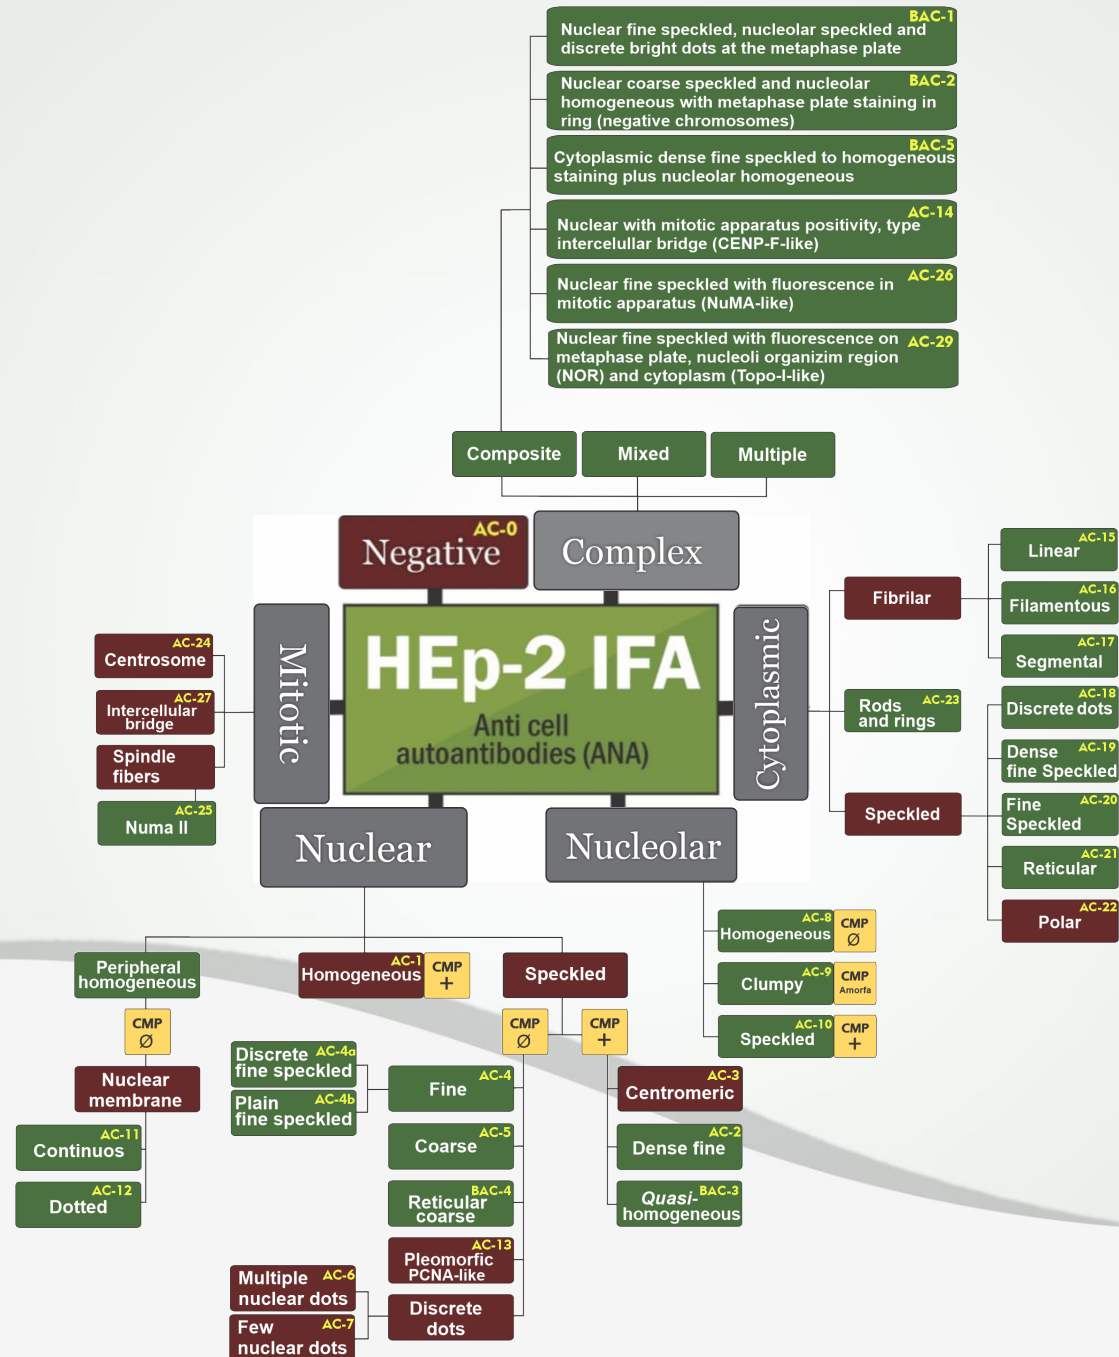 BAC-1
Nuclear fine speckled, nucleolar speckled and
discrete bright dots at the metaphase plate
BAC-2
Nuclear coarse speckled and nucleolar
homogeneous with metaphase plate staining in
ring (negative chromosomes)
BAC-5
Cytoplasmic dense fine speckled to homogeneous
staining plus nucleolar homogeneous
AC-14
Nuclear with mitotic apparatus positivity, type
intercelullar bridge (CENP-F-like)
AC-26
Nuclear fine speckled with fluorescence in
mitotic apparatus (NuMA-like)
AC-29
Nuclear fine speckled with fluorescence on
metaphase plate, nucleoli organizim region
(NOR) and cytoplasm (Topo-I-like)
Composite
Mixed
Multiple
AC-0
Negative
Complex
HEp-2 IFA
Anti cell
autoantibodies (ANA)
Mitotic
Cytoplasmic
Nuclear
Nucleolar
AC-24
Centrosome
AC-27
Intercellular
bridge
Spindle
fibers
AC-25
Numa II
Fibrilar
AC-15
Linear
AC-16
Filamentous
AC-17
Segmental
AC-23
Rods
and rings
Speckled
AC-18
Discrete dots
AC-19
Dense
fine Speckled
AC-20
Fine
Speckled
AC-21
Reticular
AC-22
Polar
AC-8
Homogeneous
CMP
Ø
AC-9
Clumpy
CMP
Amorfa
AC-10
Speckled
CMP
+
Peripheral
homogeneous
CMP
Ø
Nuclear
membrane
AC-11
Continuos
AC-12
Dotted
AC-1
Homogeneous
CMP
+
Speckled
CMP
Ø
CMP
+
AC-4
Fine
Discrete AC-4a
fine speckled
Plain AC-4b
fine speckled
AC-5
Coarse
BAC-4
Reticular
coarse
AC-13
Pleomorfic
PCNA-like
Discrete
dots
Multiple AC-6
nuclear dots
Few AC-7
nuclear dots
AC-3
Centromeric
AC-2
Dense fine
BAC-3
Quasi-
homogeneous